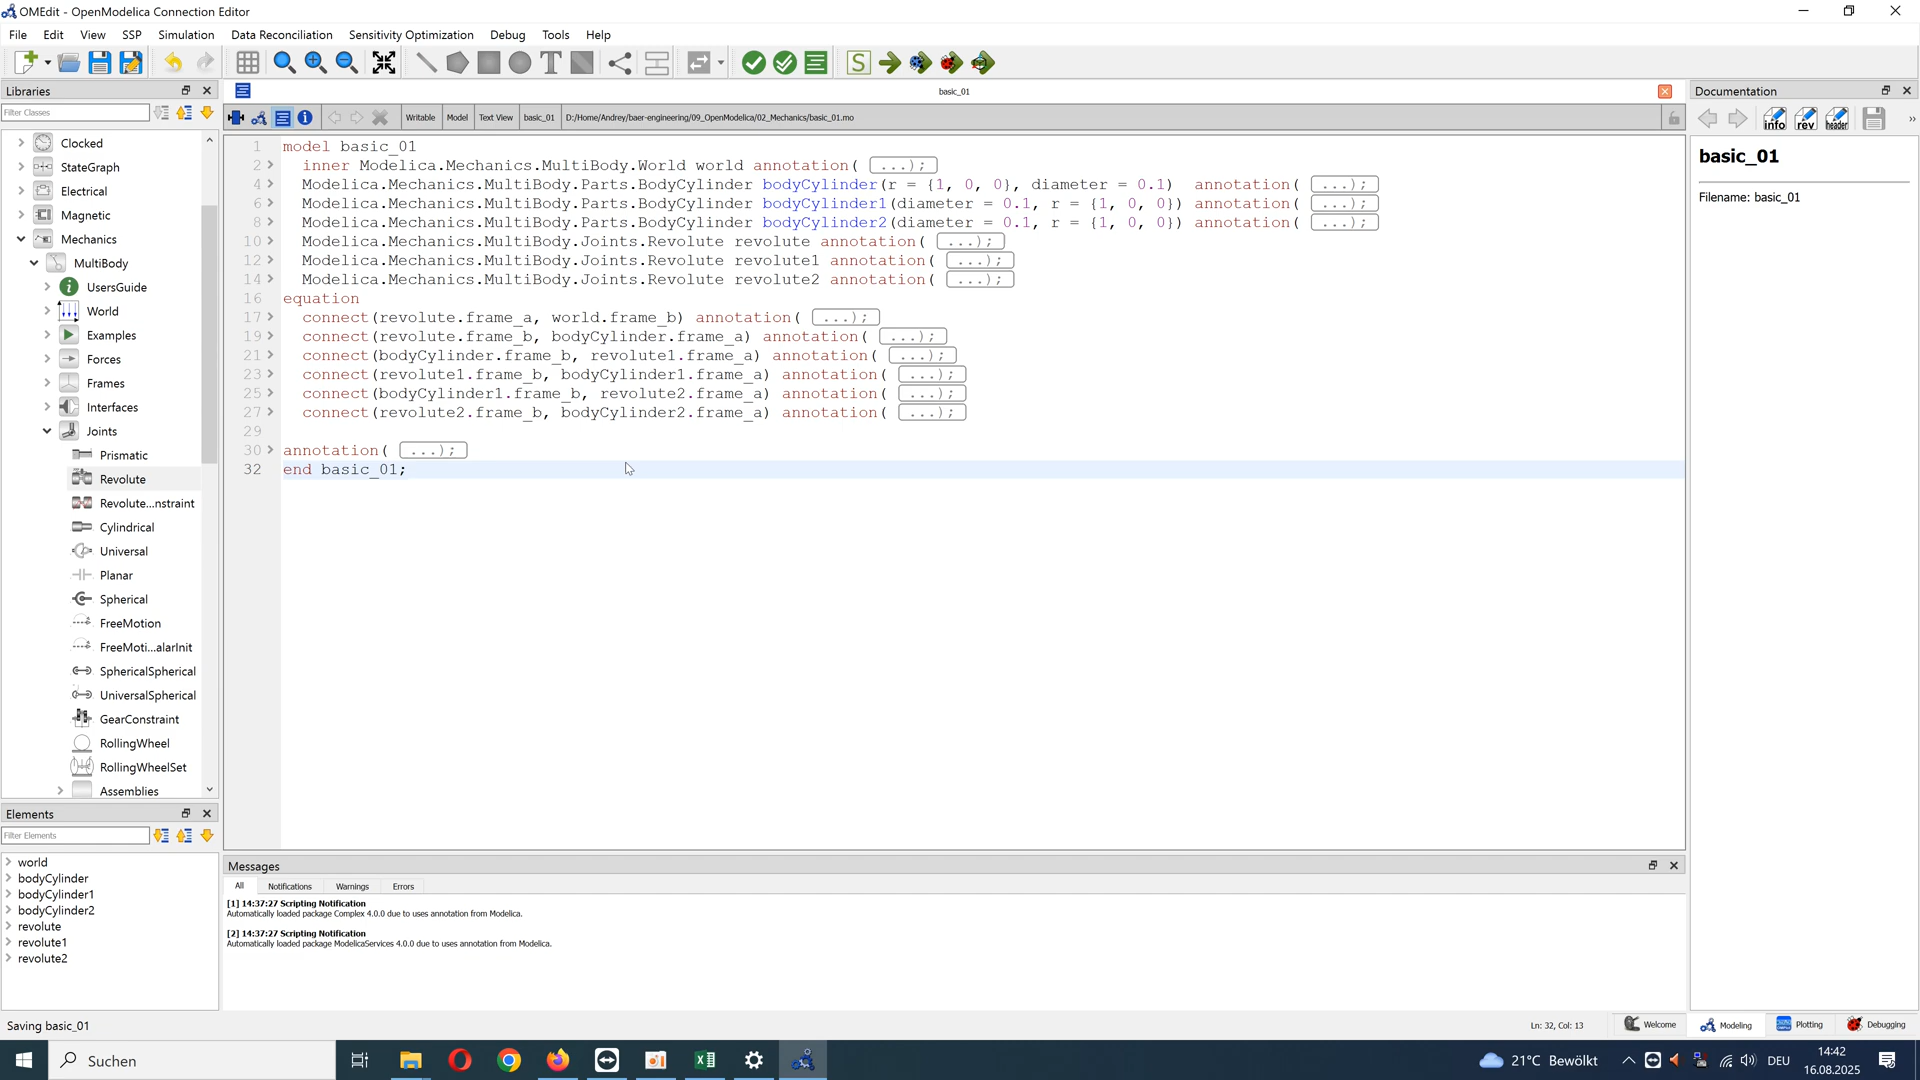 OMEdit - OpenModelica Connection Editor
File Edit View SSP Simulation Data Reconciliation Sensitivity Optimization Debug Tools Help
Libraries
Filter Classes
Clocked
StateGraph
Electrical
Magnetic
Mechanics
MultiBody
UsersGuide
World
Examples
Forces
Frames
Interfaces
Joints
Prismatic
Revolute
Revolute...nstraint
Cylindrical
Universal
Planar
Spherical
FreeMotion
FreeMoti...alarInit
SphericalSpherical
UniversalSpherical
GearConstraint
RollingWheel
RollingWheelSet
Assemblies
Elements
Filter Elements
world
bodyCylinder
bodyCylinder1
bodyCylinder2
revolute
revolute1
revolute2
basic_01
Writable Model Text View basic_01 D:/Home/Andrey/baer-engineering/09_OpenModelica/02_Mechanics/basic_01.mo
1 model basic_01
2 inner Modelica.Mechanics.MultiBody.World world annotation( ...);
4 Modelica.Mechanics.MultiBody.Parts.BodyCylinder bodyCylinder(r = {1, 0, 0}, diameter = 0.1) annotation( ...);
6 Modelica.Mechanics.MultiBody.Parts.BodyCylinder bodyCylinder1(diameter = 0.1, r = {1, 0, 0}) annotation( ...);
8 Modelica.Mechanics.MultiBody.Parts.BodyCylinder bodyCylinder2(diameter = 0.1, r = {1, 0, 0}) annotation( ...);
10 Modelica.Mechanics.MultiBody.Joints.Revolute revolute annotation( ...);
12 Modelica.Mechanics.MultiBody.Joints.Revolute revolute1 annotation( ...);
14 Modelica.Mechanics.MultiBody.Joints.Revolute revolute2 annotation( ...);
16 equation
17 connect(revolute.frame_a, world.frame_b) annotation( ...);
19 connect(revolute.frame_b, bodyCylinder.frame_a) annotation( ...);
21 connect(bodyCylinder.frame_b, revolute1.frame_a) annotation( ...);
23 connect(revolute1.frame_b, bodyCylinder1.frame_a) annotation( ...);
25 connect(bodyCylinder1.frame_b, revolute2.frame_a) annotation( ...);
27 connect(revolute2.frame_b, bodyCylinder2.frame_a) annotation( ...);
29
30 annotation( ...);
32 end basic_01;
Messages
All Notifications Warnings Errors
[1] 14:37:27 Scripting Notification
Automatically loaded package Complex 4.0.0 due to uses annotation from Modelica.
[2] 14:37:27 Scripting Notification
Automatically loaded package ModelicaServices 4.0.0 due to uses annotation from Modelica.
Documentation
info rev header
basic_01
Filename: basic_01
Saving basic_01
Ln: 32, Col: 13
Welcome Modeling Plotting Debugging
Suchen
21°C Bewölkt
DEU
14:42
16.08.2025